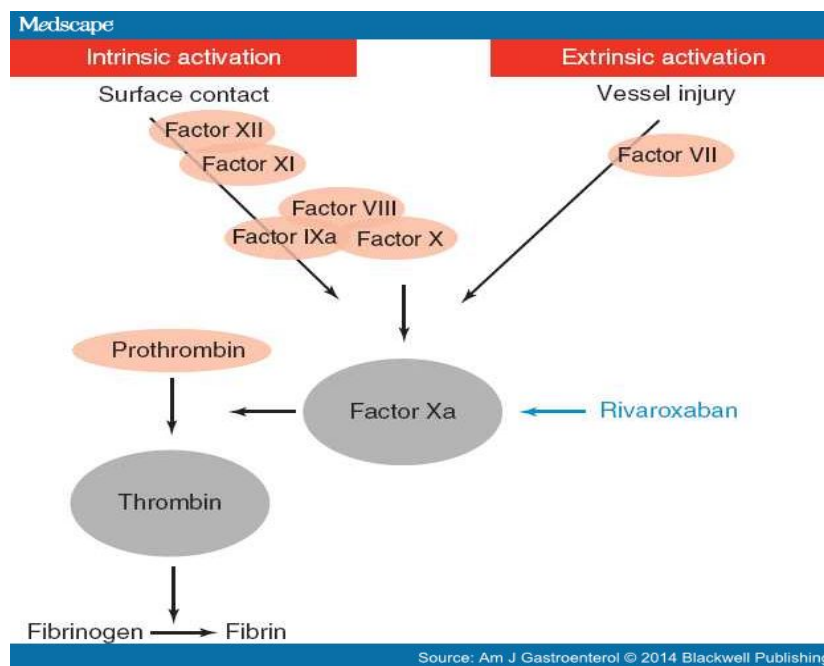 Medscape
Intrinsic activation
Extrinsic activation
Surface contact
Vessel injury
Factor XII
Factor VII
Factor XI
Factor VIII
Factor IXa
Factor X
Prothrombin
Factor Xa
Rivaroxaban
Thrombin
Fibrinogen
Fibrin
Source: Am J Gastroenterol © 2014 Blackwell Publishing